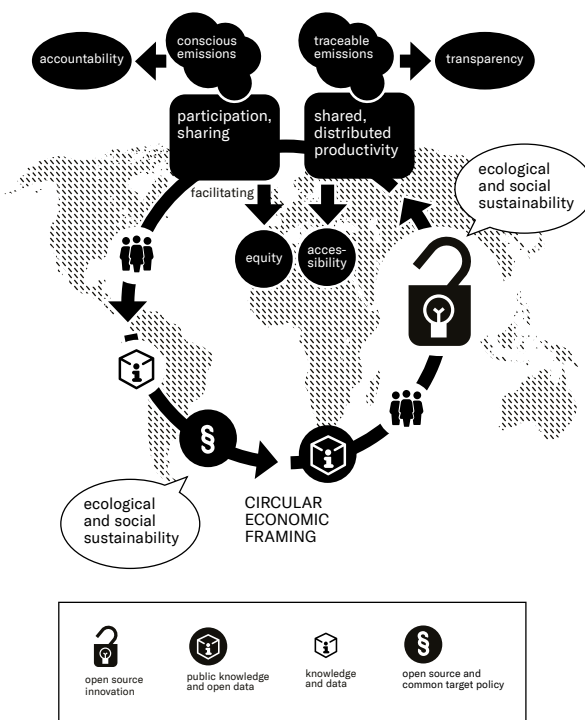 conscious
emissions
traceable
emissions
accountability
transparency
participation,
sharing
shared,
distributed
productivity
ecological
and social
sustainability
facilitating
equity
acces-
sibility
§
ecological
and social
sustainability
CIRCULAR
ECONOMIC
FRAMING
open source
innovation
public knowledge
and open data
knowledge
and data
§
open source and
common target policy